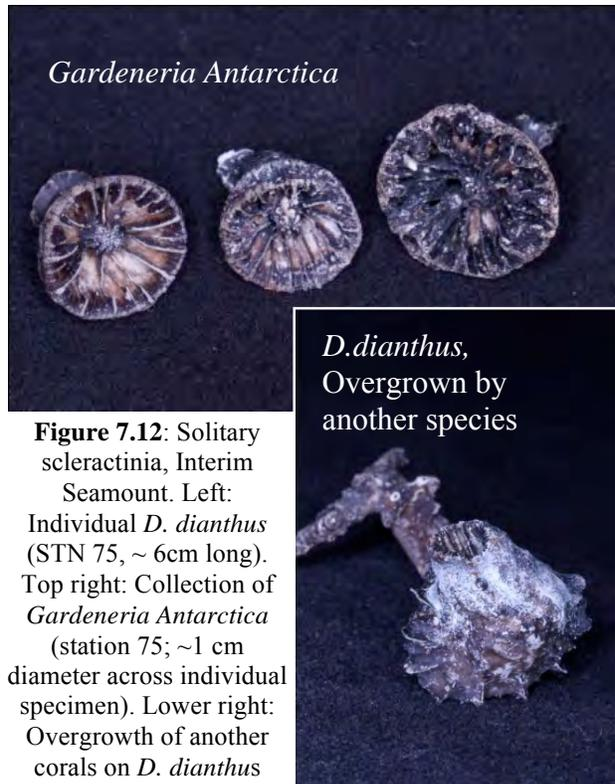 Gardeneria Antarctica
D.dianthus,
Overgrown by
another species
Figure 7.12: Solitary
scleractinia, Interim
Seamount. Left:
Individual D. dianthus
(STN 75, ~ 6cm long).
Top right: Collection of
Gardeneria Antarctica
(station 75; ~1 cm
diameter across individual
specimen). Lower right:
Overgrowth of another
corals on D. dianthus